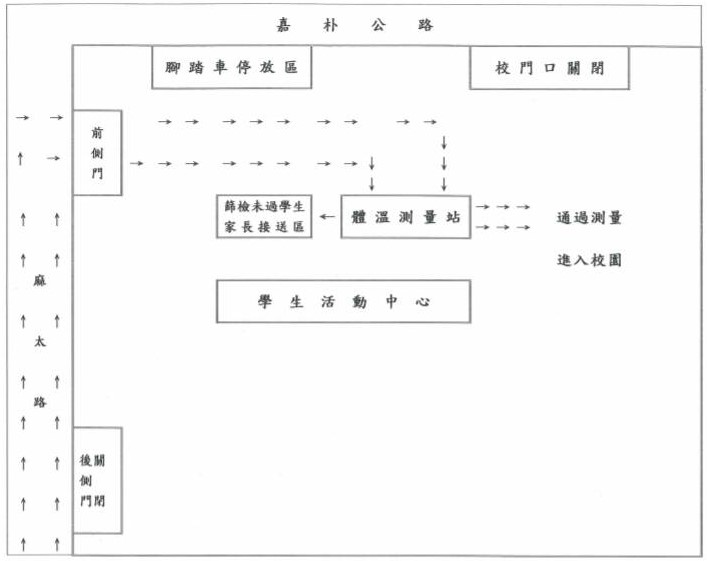 嘉朴公路
腳踏車停放區
校門口關閉
前側門
篩檢未過學生
家長接送區
體溫測量站
通過測量
進入校園
學生活動中心
麻太路
後側門
關閉